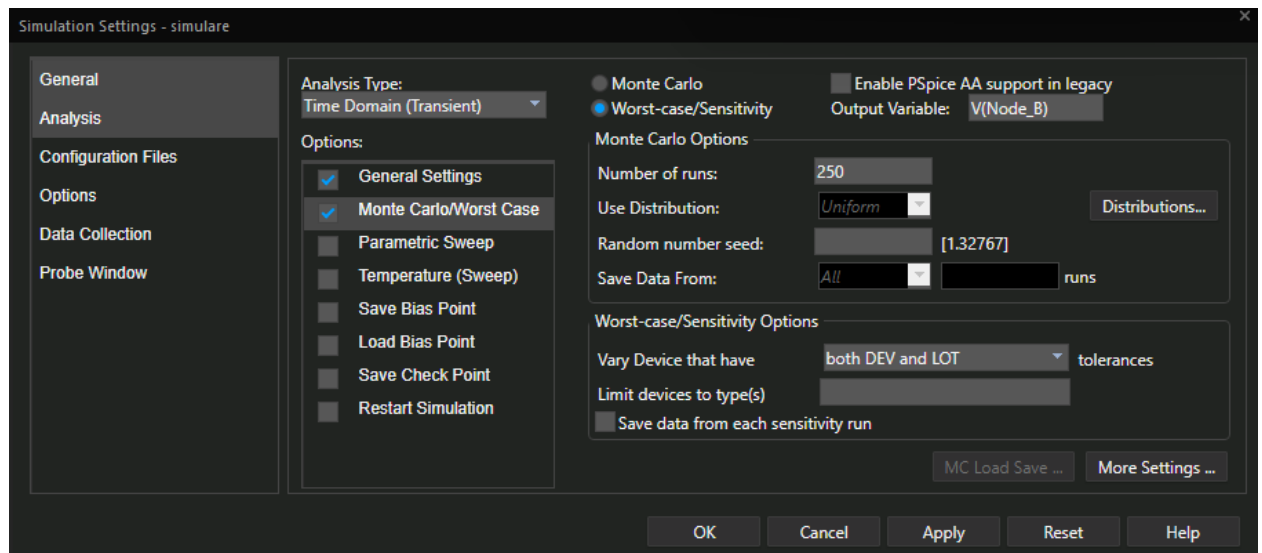 Simulation Settings - simulare
×
General
Analysis
Configuration Files
Options
Data Collection
Probe Window
Analysis Type:
Time Domain (Transient)
Options:
General Settings
Monte Carlo/Worst Case
Parametric Sweep
Temperature (Sweep)
Save Bias Point
Load Bias Point
Save Check Point
Restart Simulation
Monte Carlo
Enable PSpice AA support in legacy
Worst-case/Sensitivity
Output Variable: V(Node_B)
Monte Carlo Options
Number of runs: 250
Use Distribution: Uniform Distributions...
Random number seed: [1.32767]
Save Data From: All runs
Worst-case/Sensitivity Options
Vary Device that have both DEV and LOT tolerances
Limit devices to type(s)
Save data from each sensitivity run
MC Load Save ... More Settings ...
OK Cancel Apply Reset Help